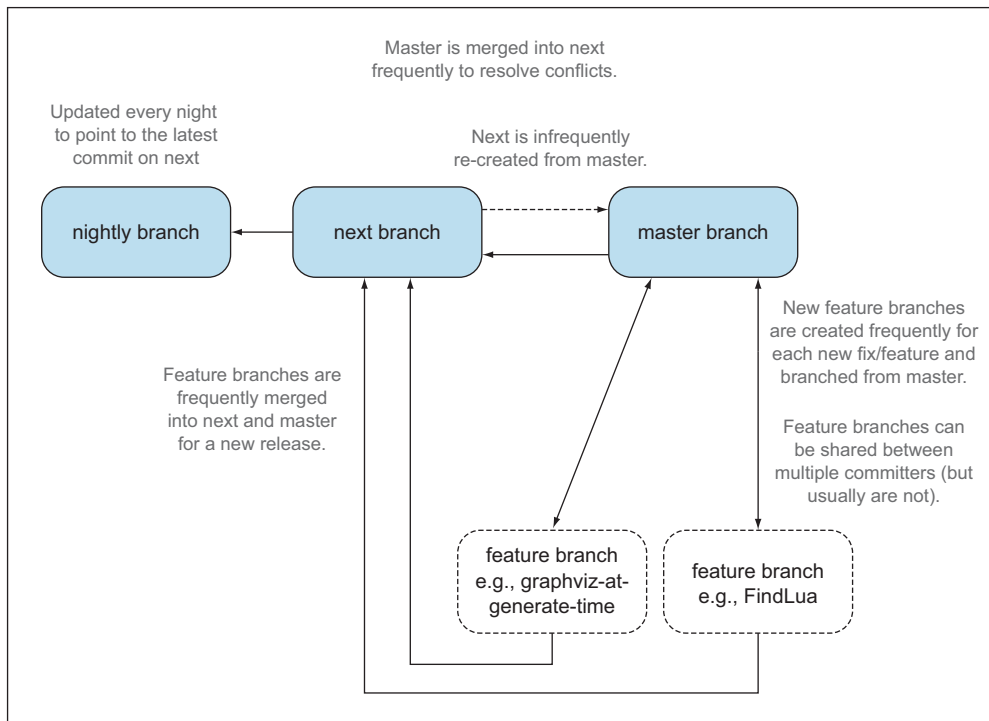 Master is merged into next
frequently to resolve conflicts.
Updated every night
to point to the latest
commit on next
Next is infrequently
re-created from master.
nightly branch
next branch
master branch
New feature branches
are created frequently for
each new fix/feature and
branched from master.
Feature branches are
frequently merged
into next and master
for a new release.
Feature branches can
be shared between
multiple committers (but
usually are not).
feature branch
e.g., graphviz-at-
generate-time
feature branch
e.g., FindLua